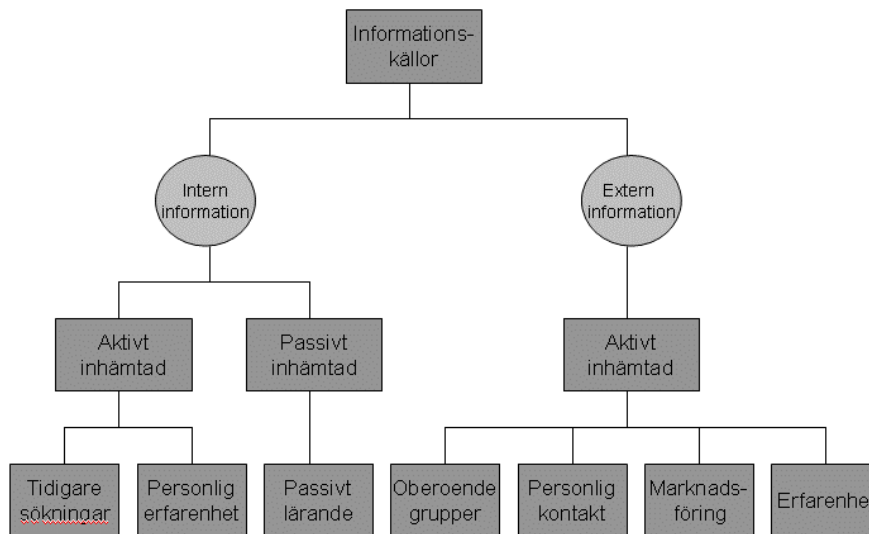 Informations-
källor
Intern
information
Extern
information
Aktivt
inhämtad
Passivt
inhämtad
Aktivt
inhämtad
Tidigare
sökningar
Personlig
erfarenhet
Passivt
lärande
Oberoende
grupper
Personlig
kontakt
Marknads-
föring
Erfarenhe